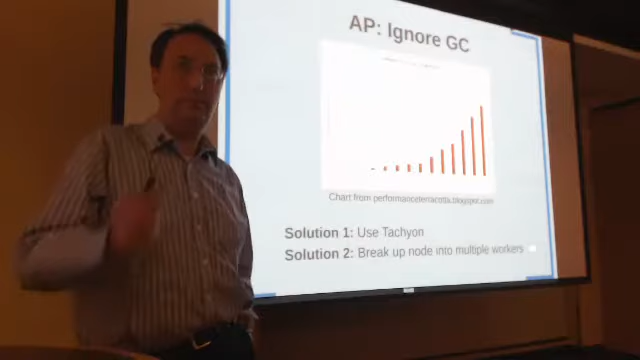 AP: Ignore GC
Chart from performanceterracotta.blogspot.com
Solution 1: Use Tachyon
Solution 2: Break up node into multiple workers